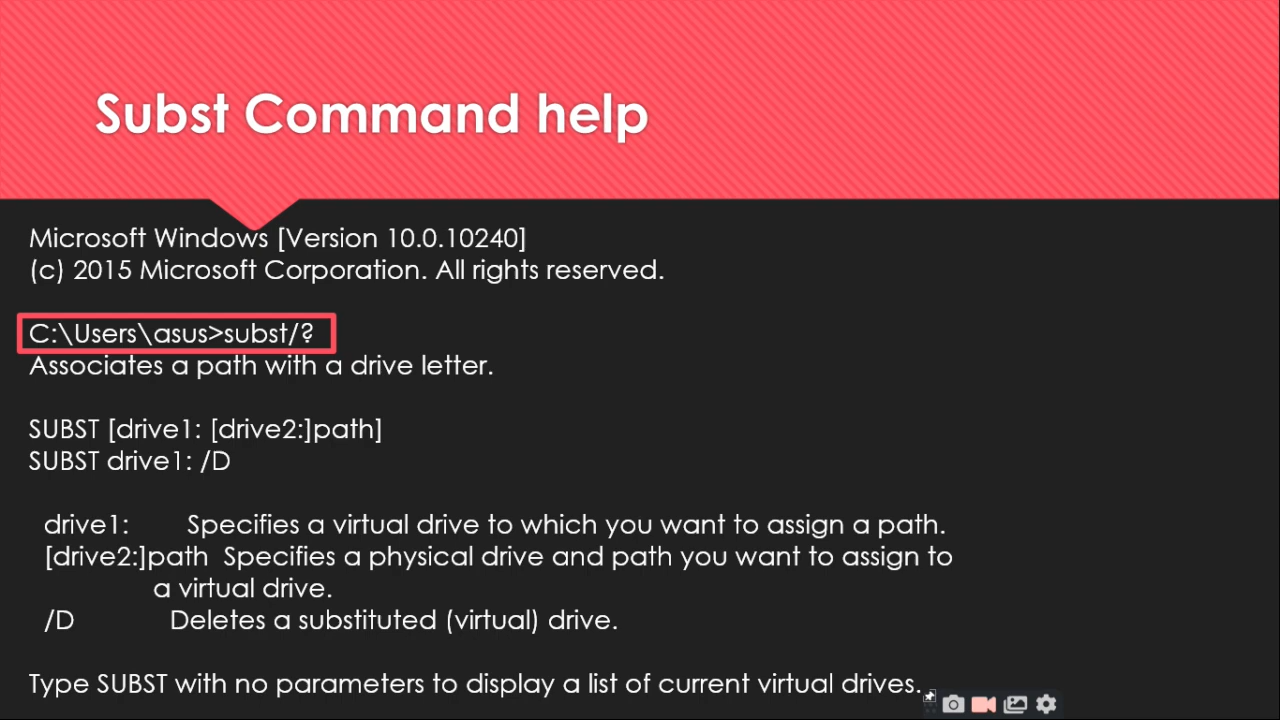 Subst Command help
Microsoft Windows [Version 10.0.10240]
(c) 2015 Microsoft Corporation. All rights reserved.
C:\Users\asus>subst/?
Associates a path with a drive letter.
SUBST [drive1: [drive2:]path]
SUBST drive1: /D
drive1: Specifies a virtual drive to which you want to assign a path.
[drive2:]path Specifies a physical drive and path you want to assign to
a virtual drive.
/D Deletes a substituted (virtual) drive.
Type SUBST with no parameters to display a list of current virtual drives.